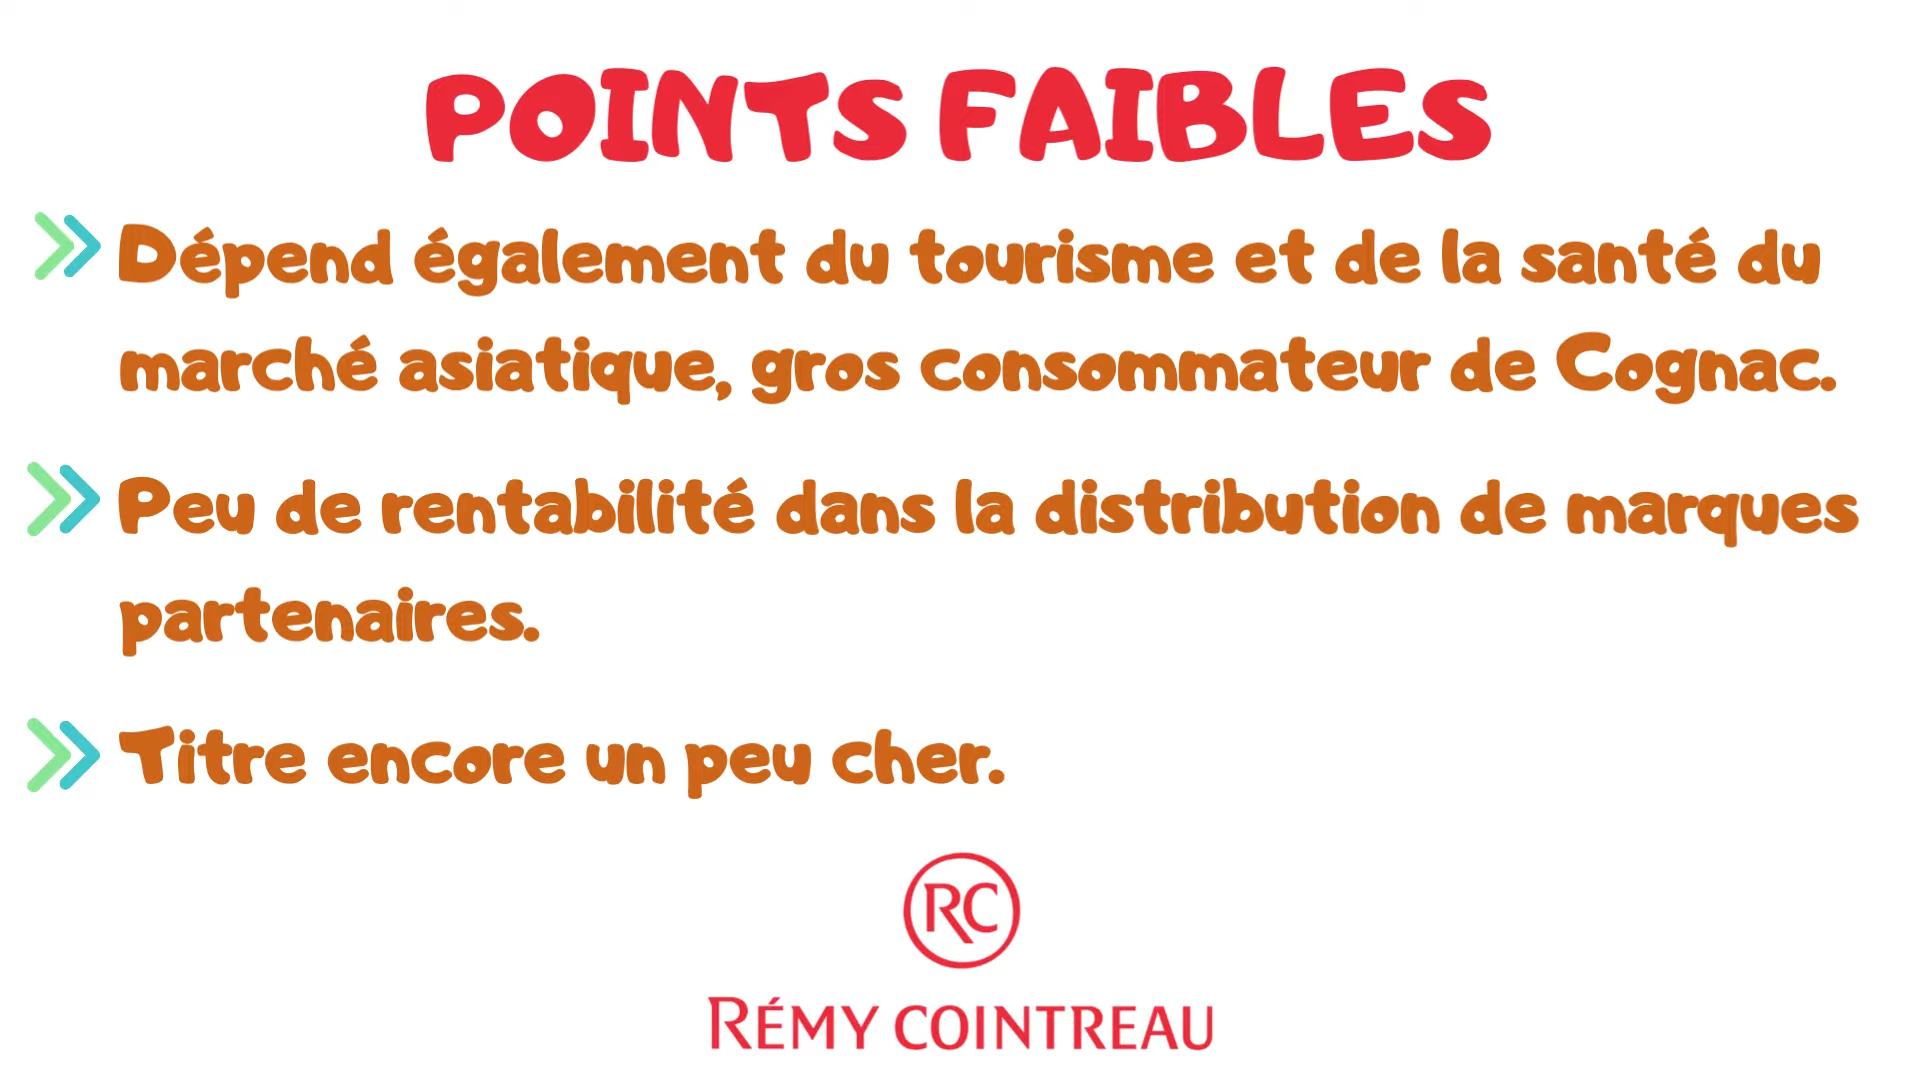 POINTS FAIBLES
Dépend également du tourisme et de la santé du
marché asiatique, gros consommateur de Cognac.
Peu de rentabilité dans la distribution de marques
partenaires.
Titre encore un peu cher.
RC
RÉMY COINTREAU